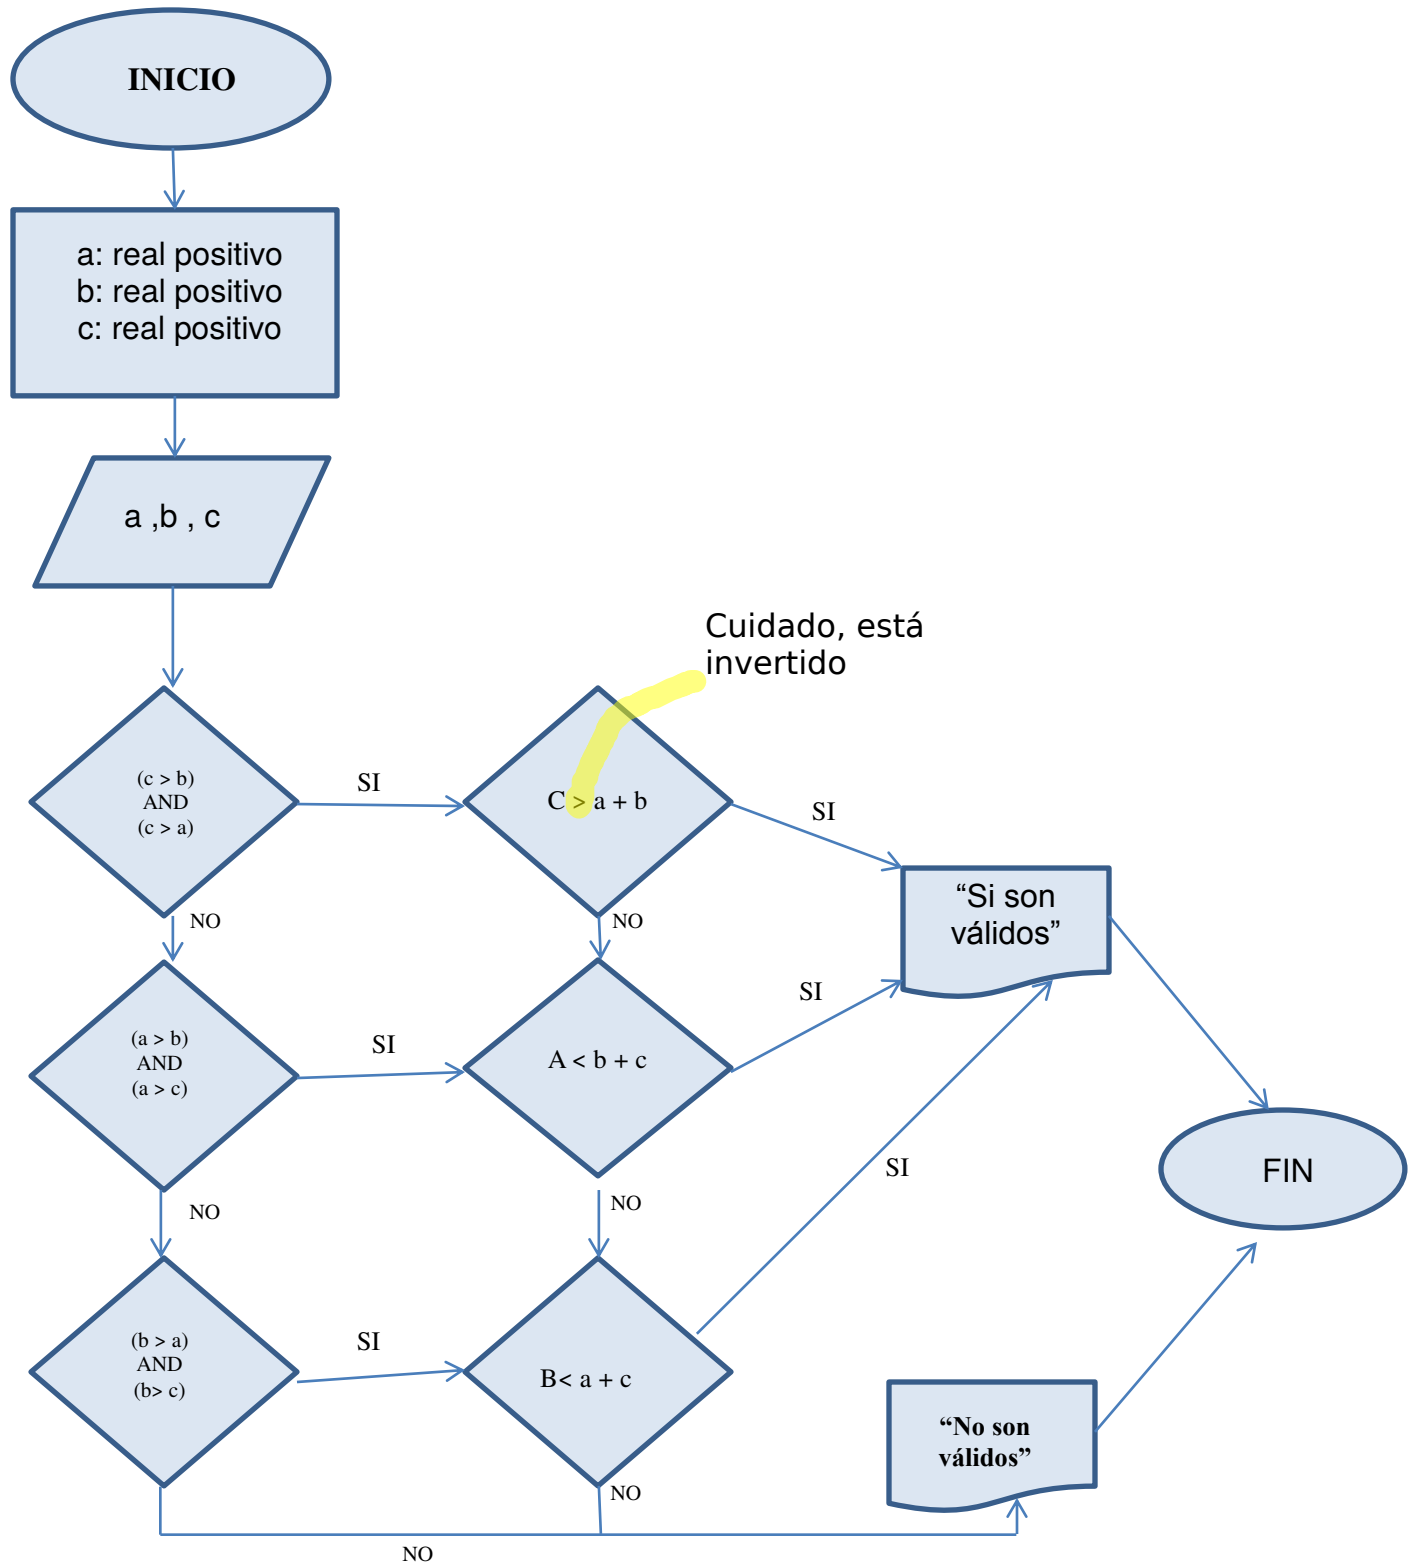 INICIO
a: real positivo
b: real positivo
c: real positivo
a ,b , c
Cuidado, está
invertido
(c > b)
AND
(c > a)
SI
C > a + b
SI
“Si son
válidos”
NO
NO
(a > b)
AND
(a > c)
SI
A < b + c
SI
SI
FIN
NO
NO
(b > a)
AND
(b> c)
SI
B< a + c
“No son
válidos”
NO
NO